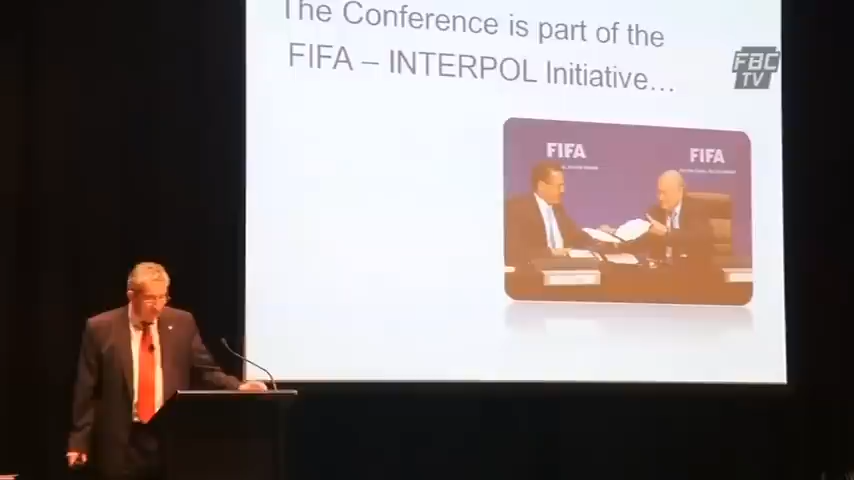 The Conference is part of the
FIFA – INTERPOL Initiative…
FBC
TV
FIFA
FIFA